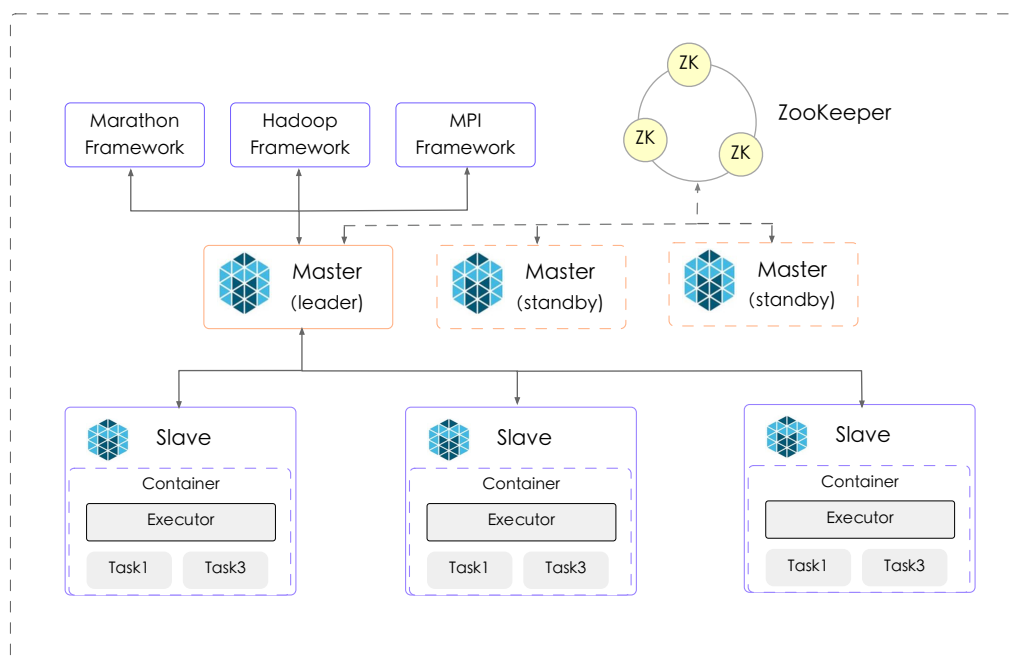 ZK
ZooKeeper
ZK
ZK
Marathon
Framework
Hadoop
Framework
MPI
Framework
Master
(leader)
Master
(standby)
Master
(standby)
Slave
Container
Executor
Task1
Task3
Slave
Container
Executor
Task1
Task3
Slave
Container
Executor
Task1
Task3